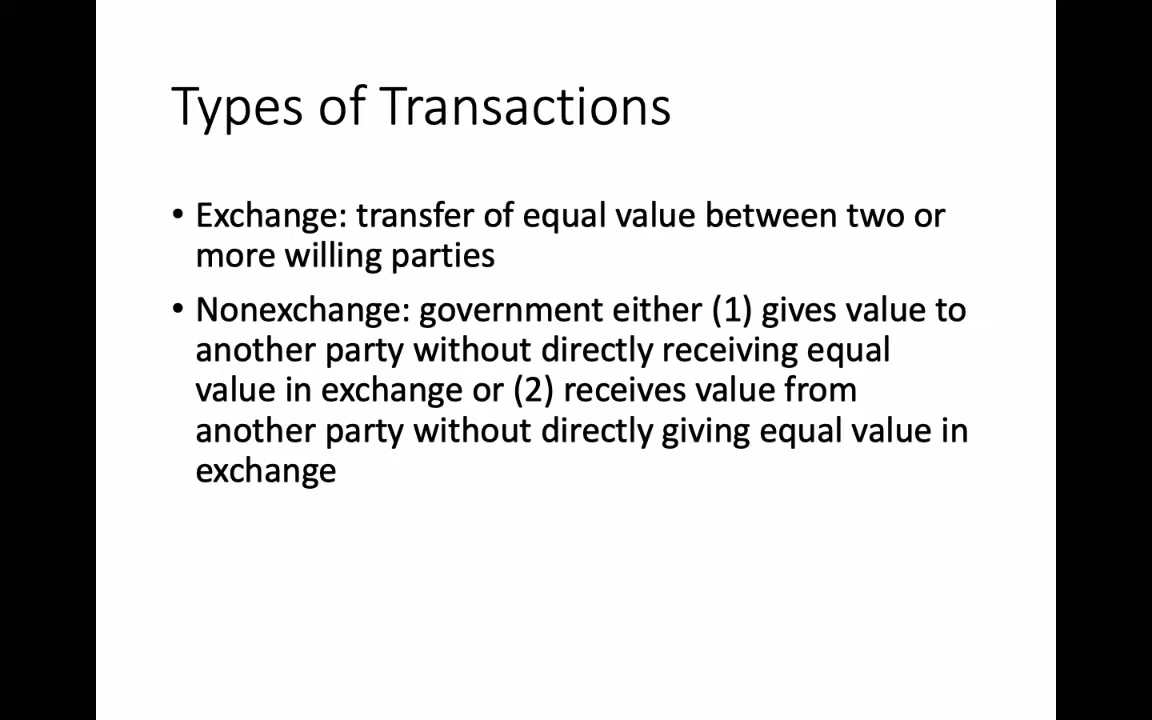 Types of Transactions
• Exchange: transfer of equal value between two or
more willing parties
• Nonexchange: government either (1) gives value to
another party without directly receiving equal
value in exchange or (2) receives value from
another party without directly giving equal value in
exchange